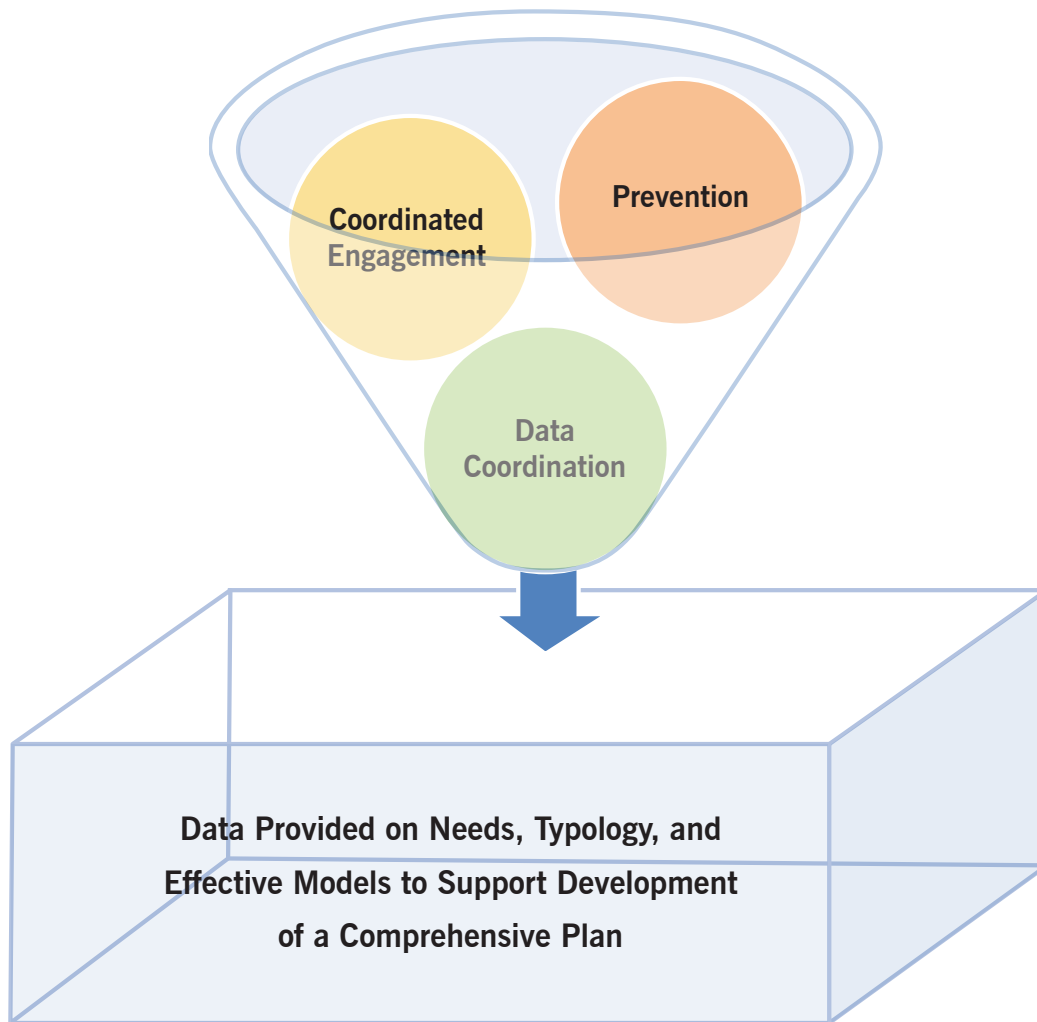 Coordinated
Engagement
Prevention
Data
Coordination
Data Provided on Needs, Typology, and
Effective Models to Support Development
of a Comprehensive Plan